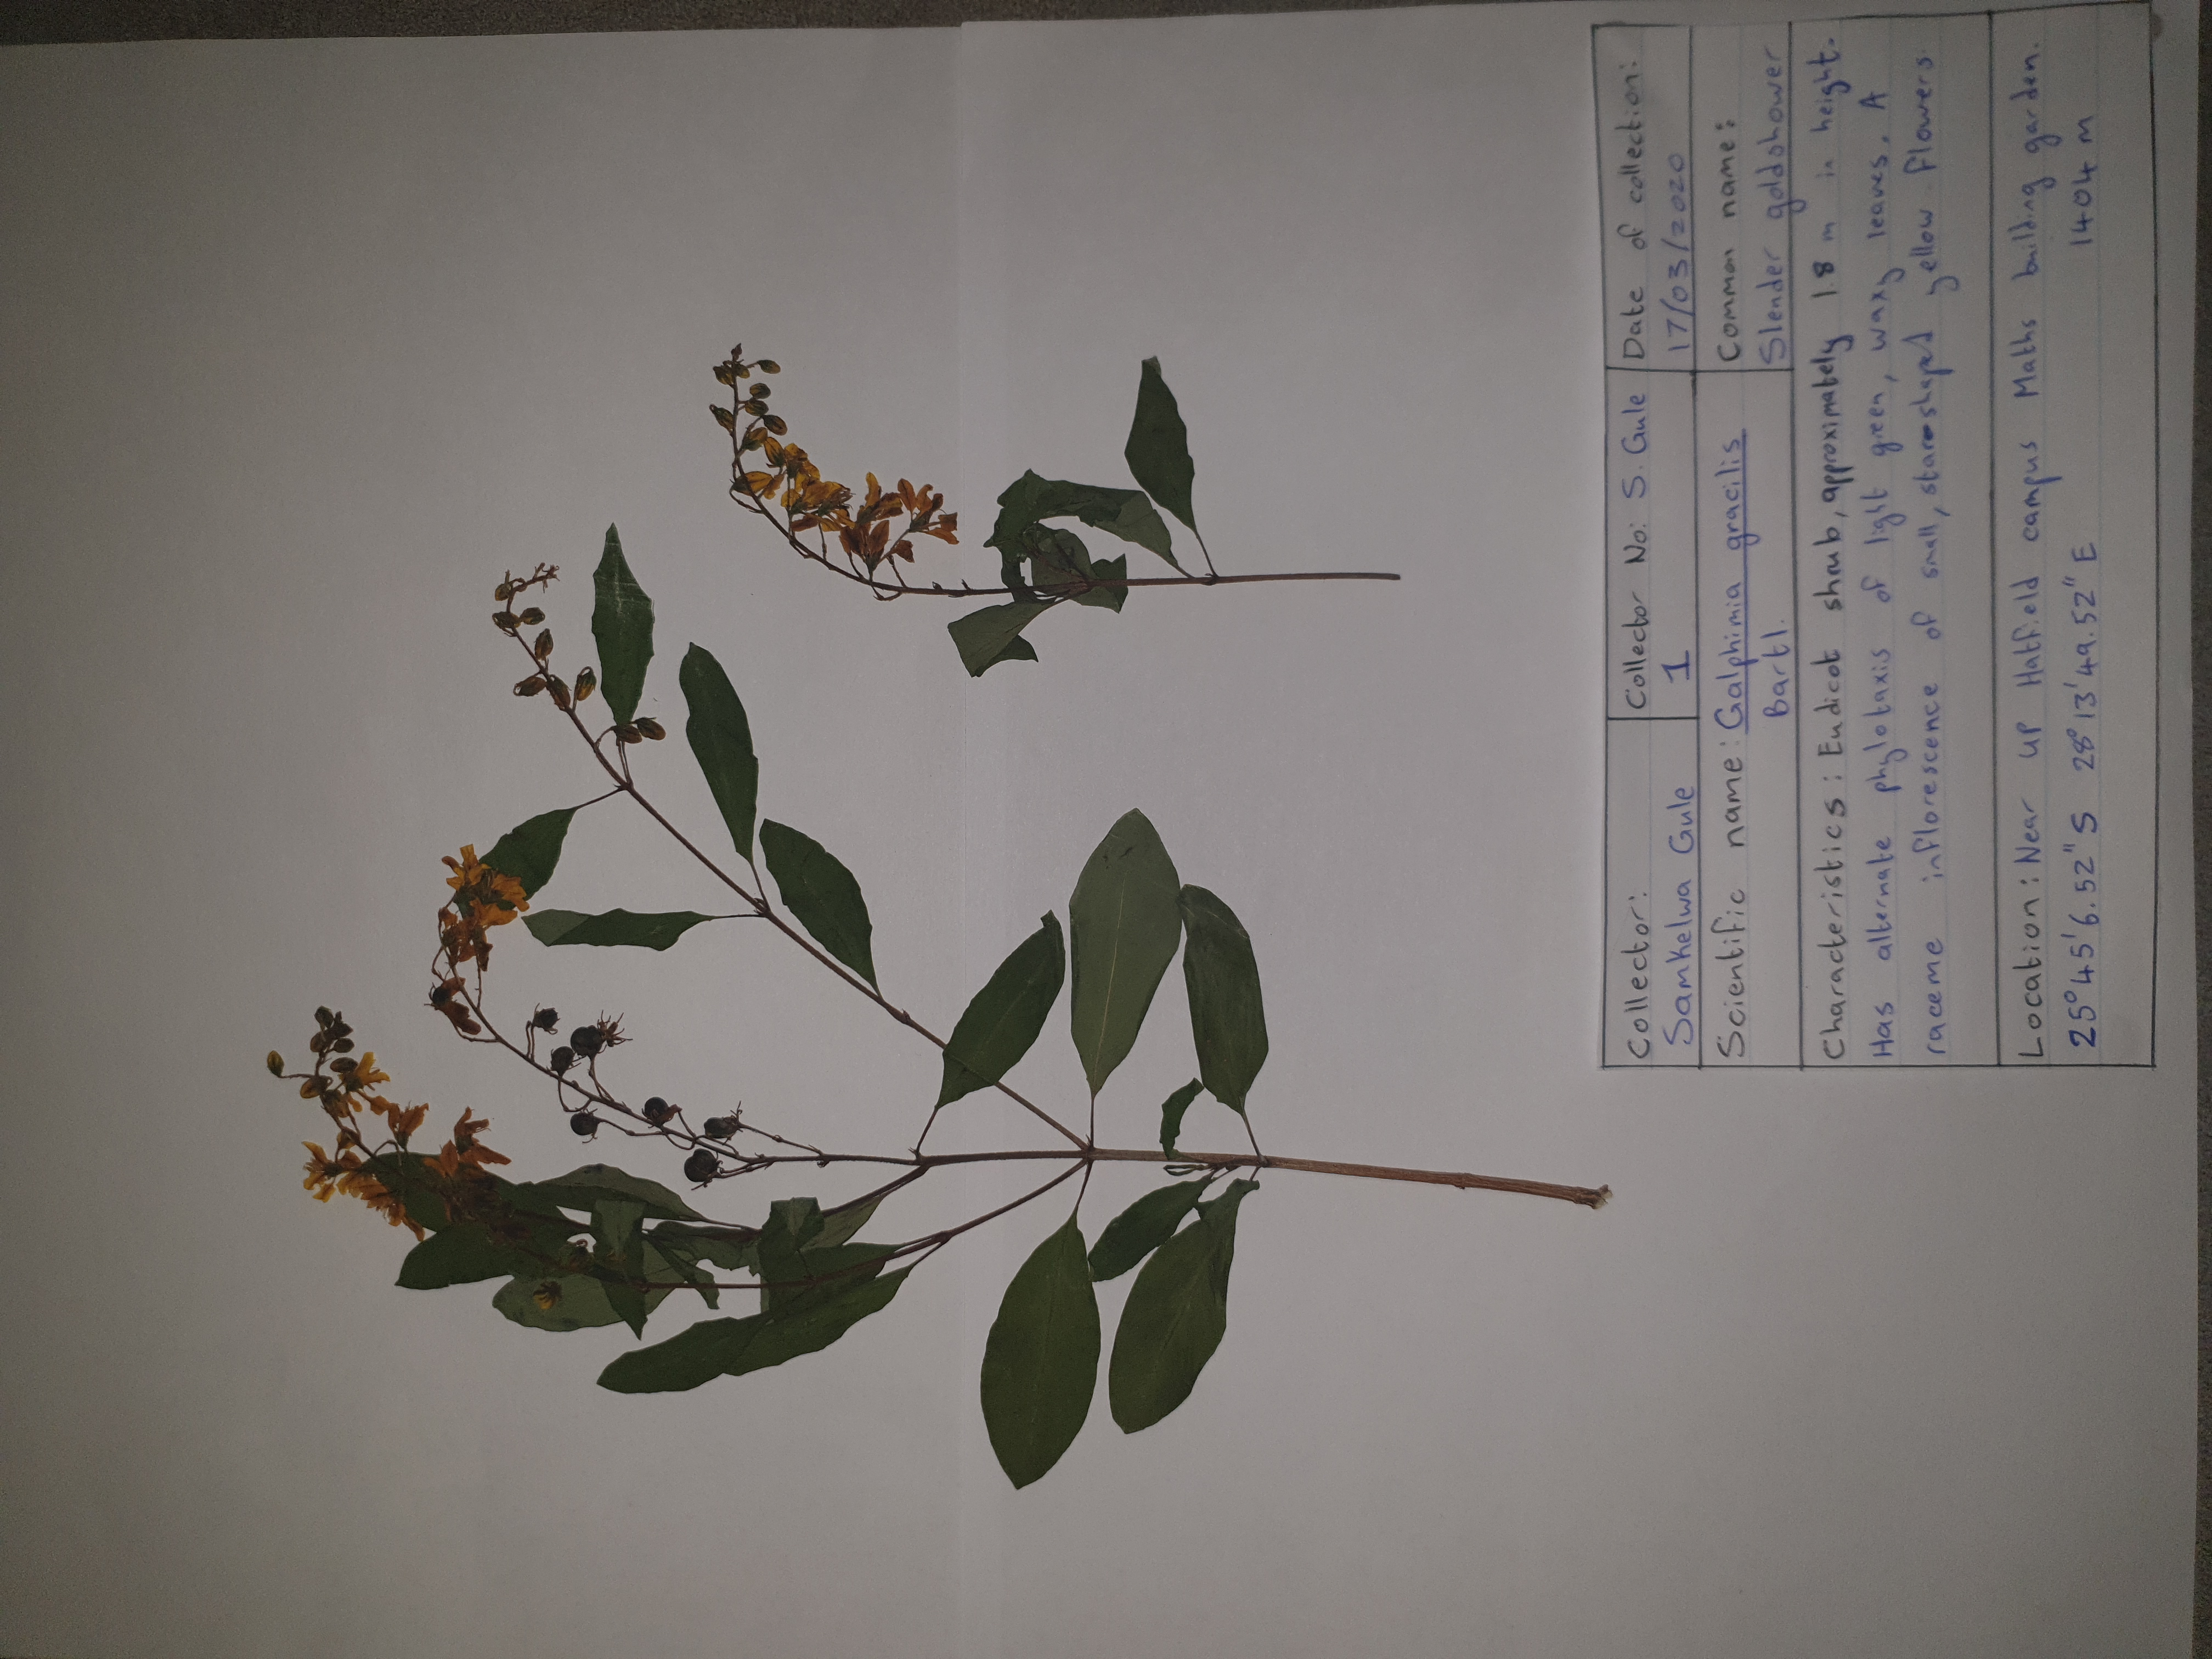 Collector:
Samkelwa Gule
Collector No: S. Gule
1
Date of collection:
17/03/2020
Scientific name: Galphimia gracilis
Bartl.
Common name:
Slender goldshower
Characteristics: Eudicot shrub, approximately 1.8 m in height.
Has alternate phylotaxis of light green, waxy leaves. A
raceme inflorescence of small, star-shaped yellow flowers.
Location: Near UP Hatfield campus Maths building garden.
25°45'6.52" S 28°13'49.52" E 1404 m